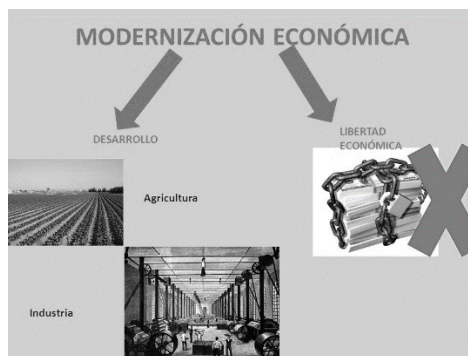 MODERNIZACIÓN ECONÓMICA
DESARROLLO
LIBERTAD
ECONÓMICA
Agricultura
Industria